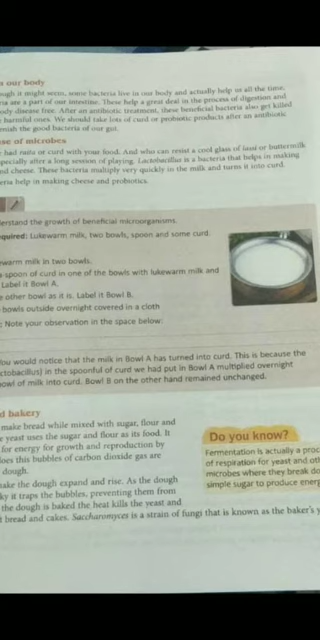 our body
ough it might seem, some bacteria live in our body and actually help us all the time.
ria are a part of our intestine. These help a great deal in the process of digestion and
ody disease free. After an antibiotic treatment, these beneficial bacteria also get killed
harmful ones. We should take lots of curd or probiotic products after an antibiotic
enish the good bacteria of our gut.
se of microbes
had raita or curd with your food. And who can resist a cool glass of lassi or buttermilk
pecially after a long session of playing. Lactobacillus is a bacteria that helps in making
nd cheese. These bacteria multiply very quickly in the milk and turns it into curd.
eria help in making cheese and probiotics.
erstand the growth of beneficial microorganisms.
quired: Lukewarm milk, two bowls, spoon and some curd.
warm milk in two bowls.
spoon of curd in one of the bowls with lukewarm milk and
Label it Bowl A.
e other bowl as it is. Label it Bowl B.
bowls outside overnight covered in a cloth
: Note your observation in the space below:
You would notice that the milk in Bowl A has turned into curd. This is because the
ctobacillus) in the spoonful of curd we had put in Bowl A multiplied overnight
bowl of milk into curd. Bowl B on the other hand remained unchanged.
d bakery
make bread while mixed with sugar, flour and
e yeast uses the sugar and flour as its food. It
for energy for growth and reproduction by
does this bubbles of carbon dioxide gas are
dough.
make the dough expand and rise. As the dough
ky it traps the bubbles, preventing them from
the dough is baked the heat kills the yeast and
t bread and cakes. Saccharomyces is a strain of fungi that is known as the baker's y
Do you know?
Fermentation is actually a proc
of respiration for yeast and oth
microbes where they break do
simple sugar to produce energ